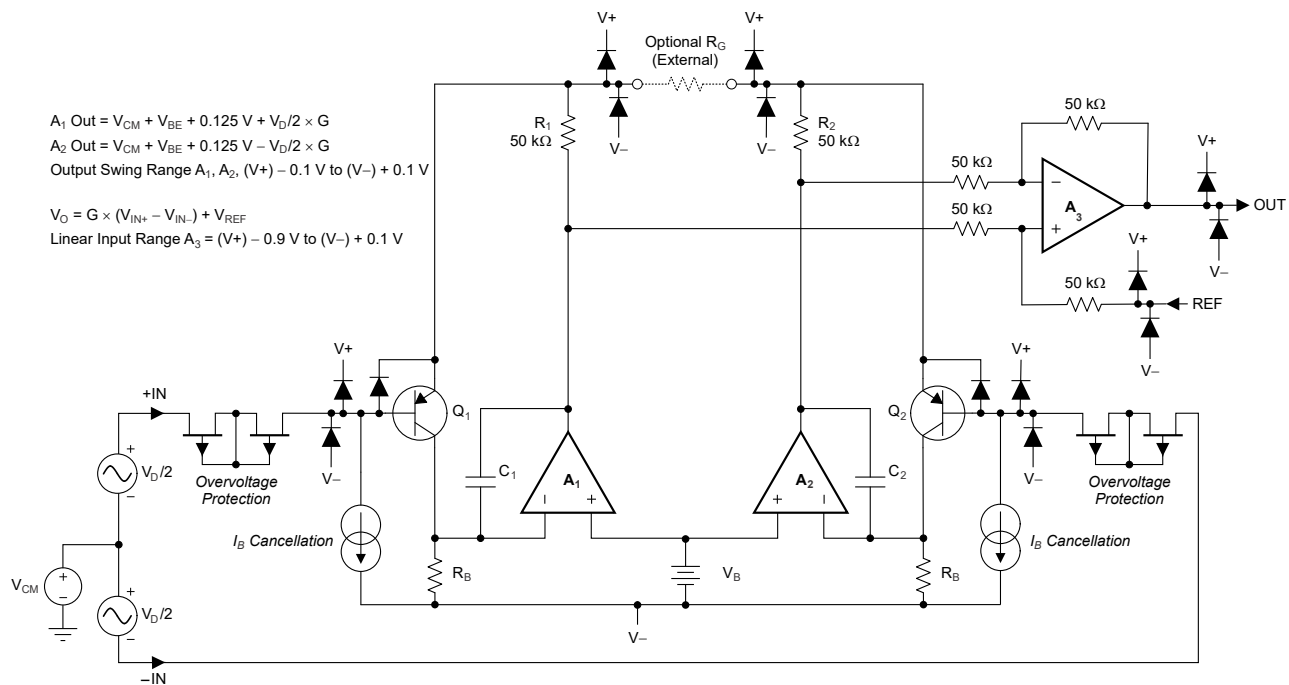 V+
V+
Optional R_G
(External)
V−
V−
A₁ Out = V_CM + V_BE + 0.125 V + V_D/2 × G
A₂ Out = V_CM + V_BE + 0.125 V − V_D/2 × G
Output Swing Range A₁, A₂, (V+) − 0.1 V to (V−) + 0.1 V
V_O = G × (V_IN+ − V_IN−) + V_REF
Linear Input Range A₃ = (V+) − 0.9 V to (V−) + 0.1 V
R₁
50 kΩ
R₂
50 kΩ
50 kΩ
50 kΩ
50 kΩ
−
+
A₃
V+
OUT
V−
V+
50 kΩ
REF
V−
+IN
V+
V−
Q₁
Overvoltage
Protection
C₁
A₁
−
+
A₂
+
−
C₂
Q₂
V+
V−
Overvoltage
Protection
+
V_D/2
−
I_B Cancellation
I_B Cancellation
V_CM
+
−
+
V_D/2
−
R_B
V_B
R_B
V−
−IN